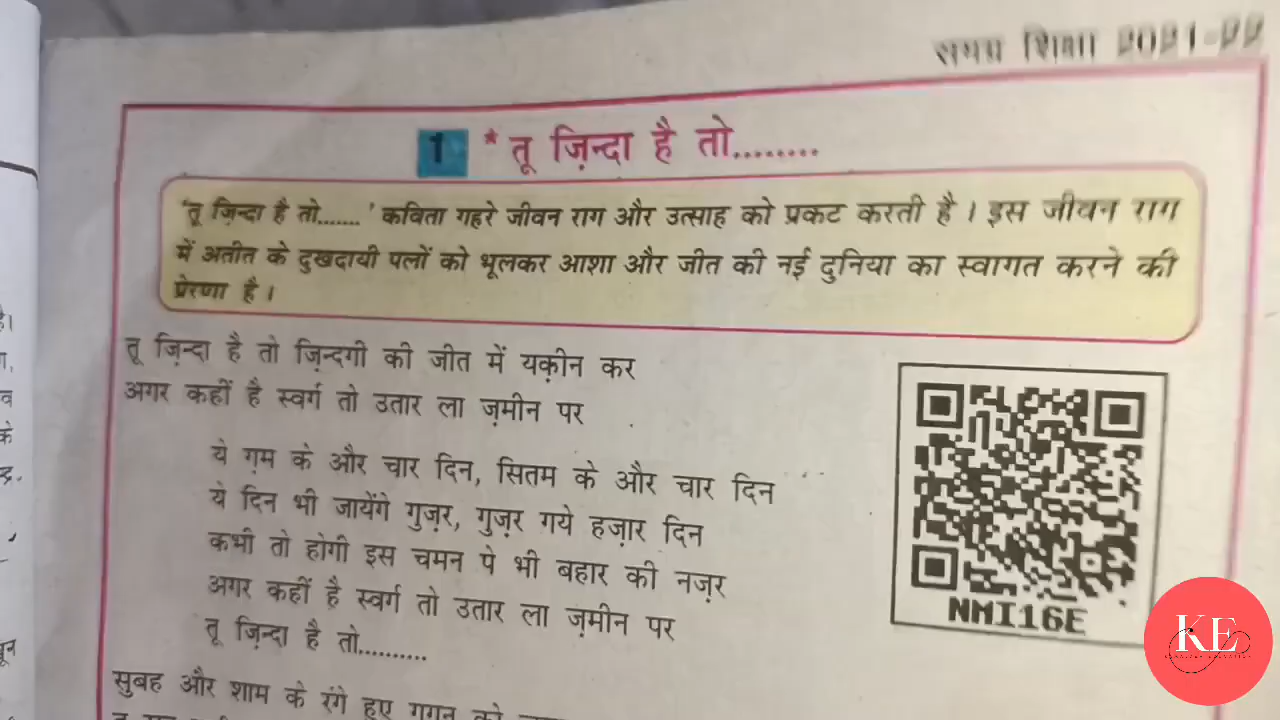 समग्र शिक्षा 2021-22
1 * तू ज़िन्दा है तो........
'तू ज़िन्दा है तो....... ' कविता गहरे जीवन राग और उत्साह को प्रकट करती है । इस जीवन राग
में अतीत के दुखदायी पलों को भूलकर आशा और जीत की नई दुनिया का स्वागत करने की
प्रेरणा है ।
तू ज़िन्दा है तो ज़िन्दगी की जीत में यक़ीन कर
अगर कहीं है स्वर्ग तो उतार ला ज़मीन पर
ये ग़म के और चार दिन, सितम के और चार दिन
ये दिन भी जायेंगे गुज़र, गुज़र गये हज़ार दिन
कभी तो होगी इस चमन पे भी बहार की नज़र
अगर कहीं है स्वर्ग तो उतार ला ज़मीन पर
तू ज़िन्दा है तो..........
NMI16E
KE
सुबह और शाम के रंगे हुए गगन को